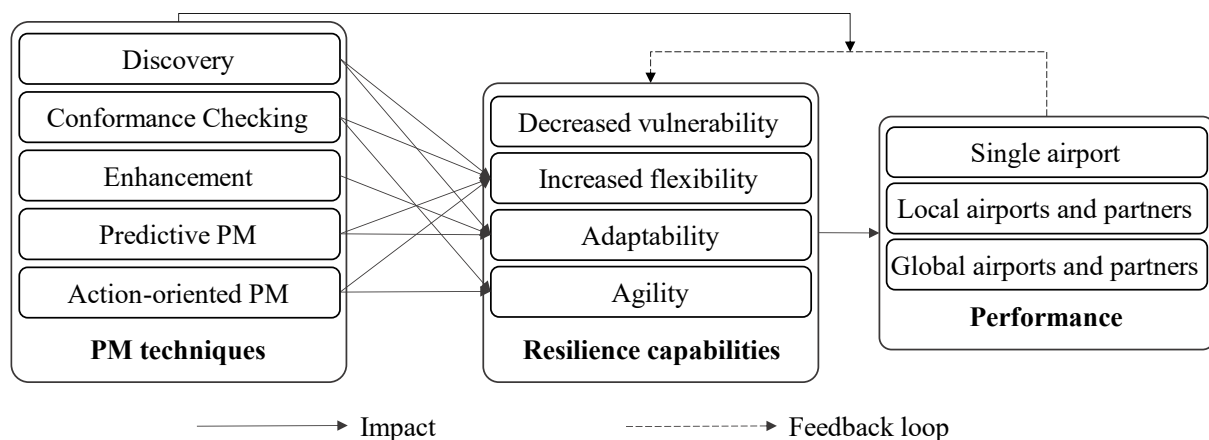 Discovery
Conformance Checking
Enhancement
Predictive PM
Action-oriented PM
PM techniques
Decreased vulnerability
Increased flexibility
Adaptability
Agility
Resilience capabilities
Single airport
Local airports and partners
Global airports and partners
Performance
Impact
Feedback loop